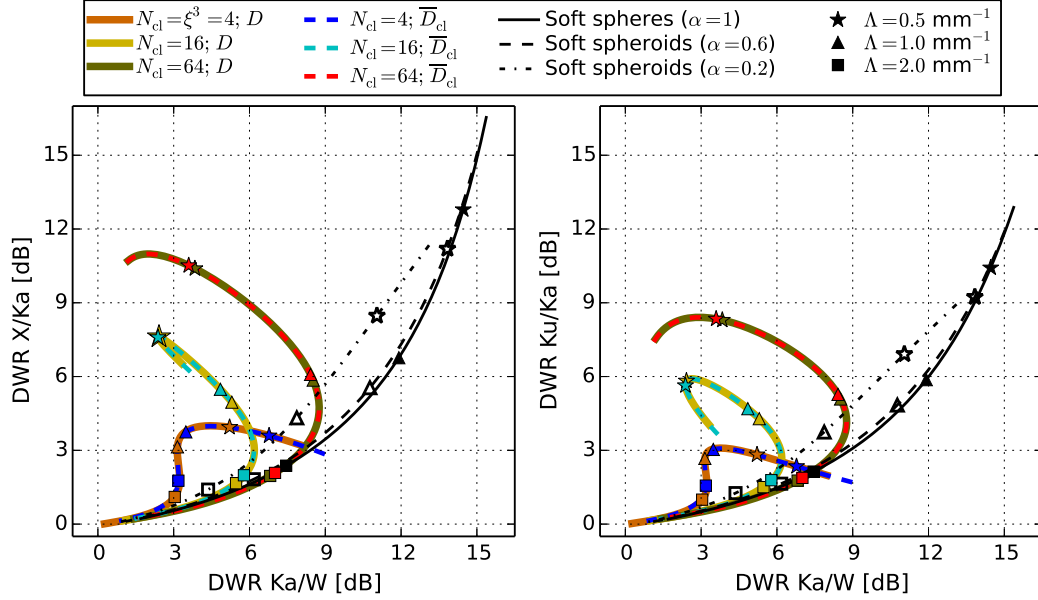 N_cl=ξ^3=4; D
N_cl=16; D
N_cl=64; D
N_cl=4; D̅_cl
N_cl=16; D̅_cl
N_cl=64; D̅_cl
Soft spheres (α=1)
Soft spheroids (α=0.6)
Soft spheroids (α=0.2)
Λ=0.5 mm^−1
Λ=1.0 mm^−1
Λ=2.0 mm^−1
DWR X/Ka [dB]
15
12
9
6
3
0
0 3 6 9 12 15
DWR Ka/W [dB]
DWR Ku/Ka [dB]
15
12
9
6
3
0
0 3 6 9 12 15
DWR Ka/W [dB]